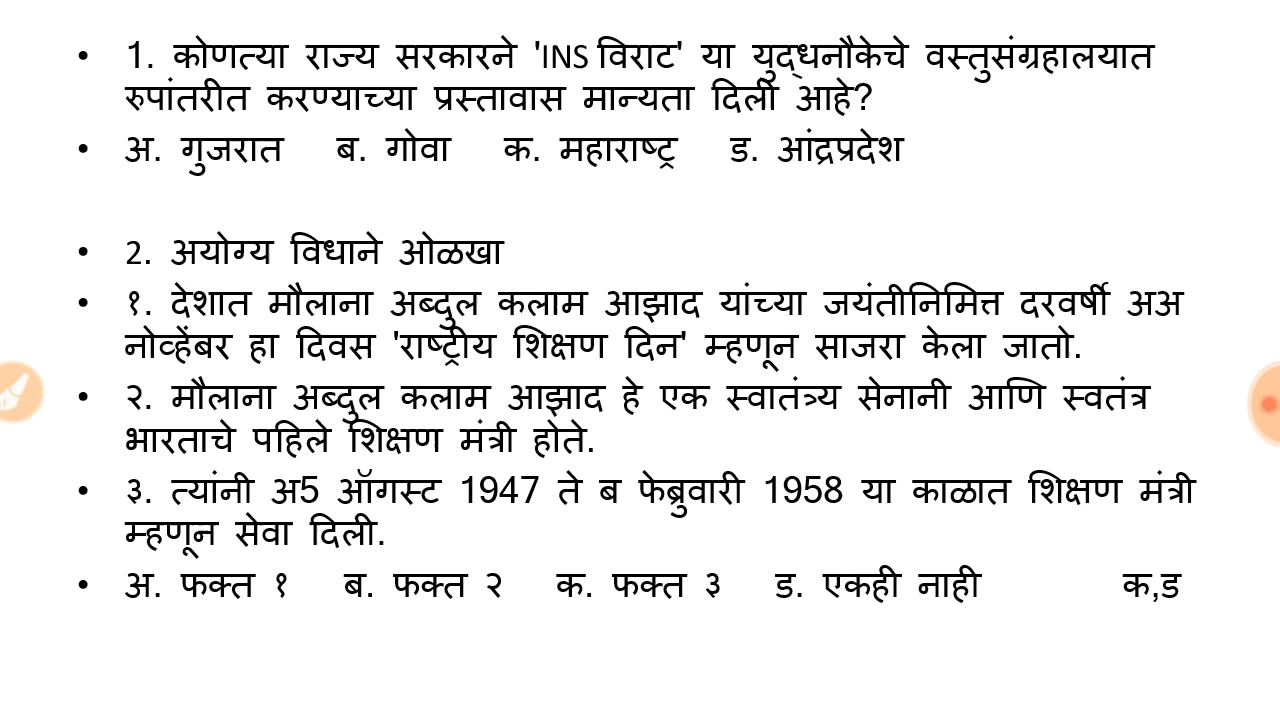 • 1. कोणत्या राज्य सरकारने 'INS विराट' या युद्धनौकेचे वस्तुसंग्रहालयात
रुपांतरीत करण्याच्या प्रस्तावास मान्यता दिली आहे?
• अ. गुजरात ब. गोवा क. महाराष्ट्र ड. आंद्रप्रदेश
• 2. अयोग्य विधाने ओळखा
• १. देशात मौलाना अब्दुल कलाम आझाद यांच्या जयंतीनिमित्त दरवर्षी अअ
नोव्हेंबर हा दिवस 'राष्ट्रीय शिक्षण दिन' म्हणून साजरा केला जातो.
• २. मौलाना अब्दुल कलाम आझाद हे एक स्वातंत्र्य सेनानी आणि स्वतंत्र
भारताचे पहिले शिक्षण मंत्री होते.
• ३. त्यांनी अ5 ऑगस्ट 1947 ते ब फेब्रुवारी 1958 या काळात शिक्षण मंत्री
म्हणून सेवा दिली.
• अ. फक्त १ ब. फक्त २ क. फक्त ३ ड. एकही नाही क,ड